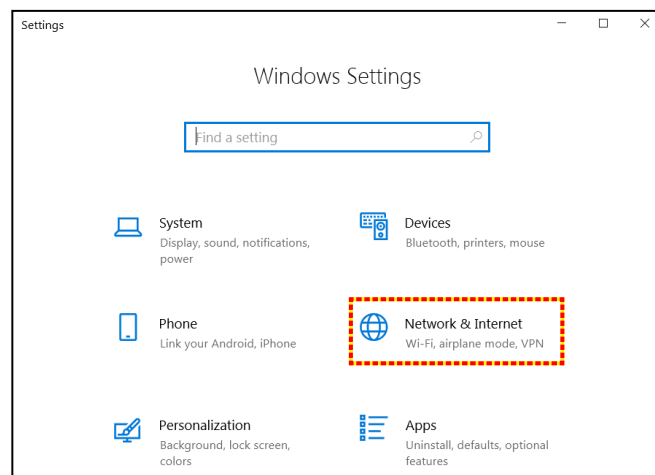 Settings
Windows Settings
Find a setting
System
Display, sound, notifications,
power
Devices
Bluetooth, printers, mouse
Phone
Link your Android, iPhone
Network & Internet
Wi-Fi, airplane mode, VPN
Personalization
Background, lock screen,
colors
Apps
Uninstall, defaults, optional
features